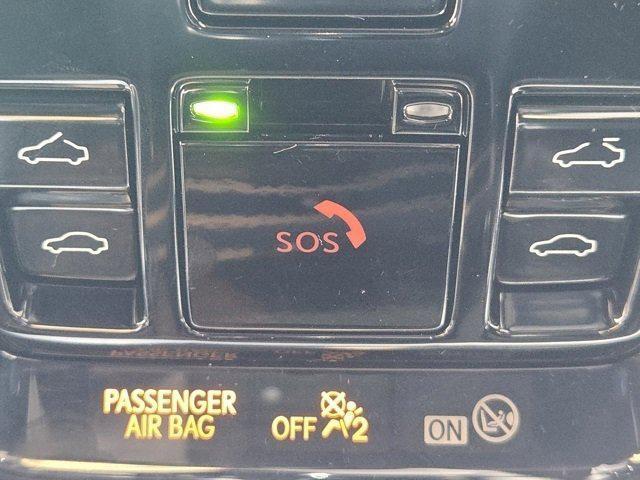 SOS
PASSENGER
AIR BAG
OFF 2
ON